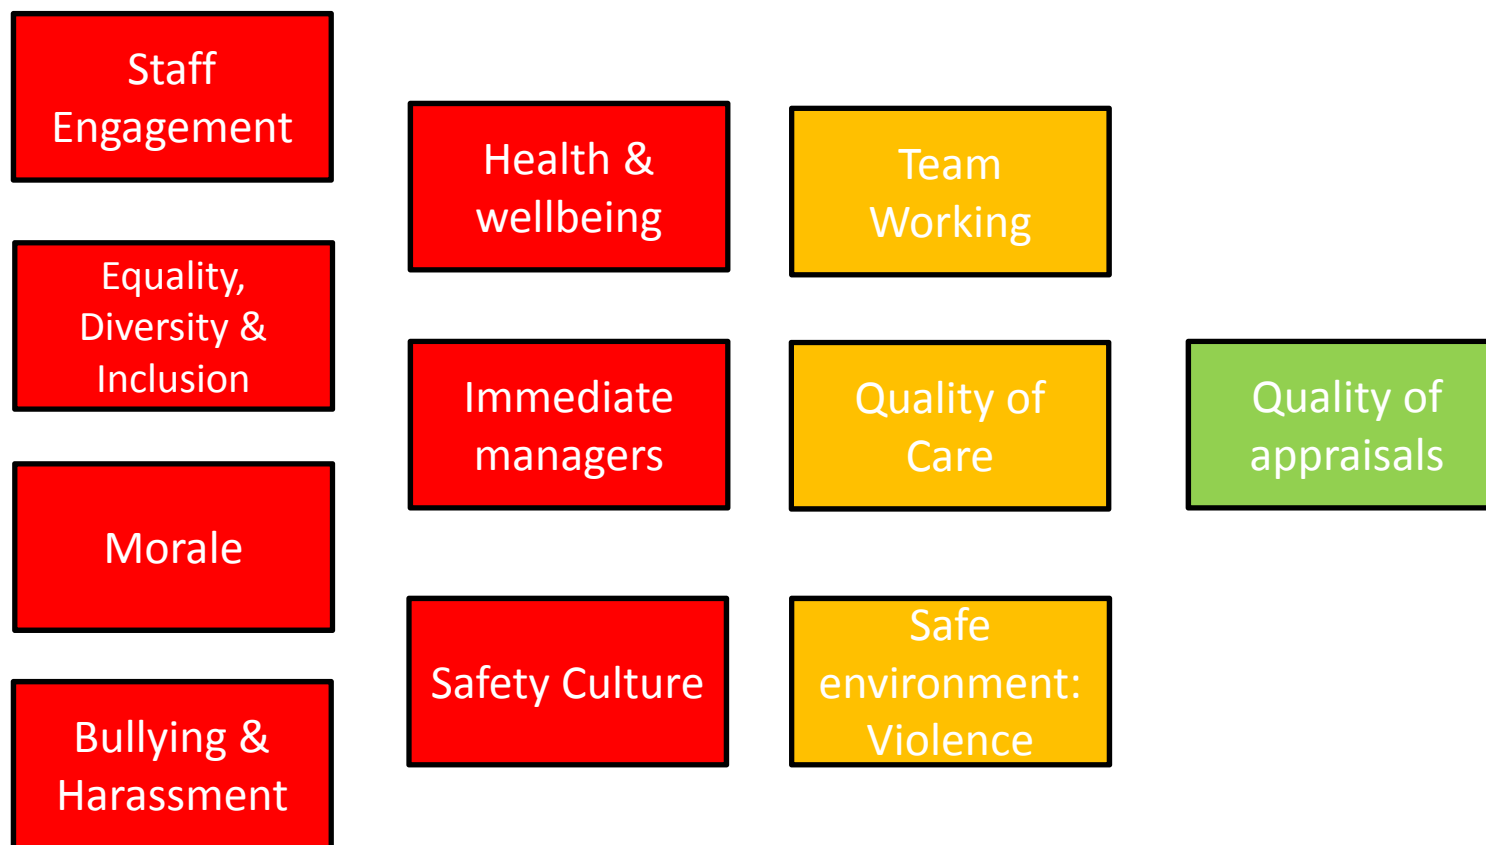 Staff
Engagement
Equality,
Diversity &
Inclusion
Morale
Bullying &
Harassment
Health &
wellbeing
Immediate
managers
Safety Culture
Team
Working
Quality of
Care
Safe
environment:
Violence
Quality of
appraisals